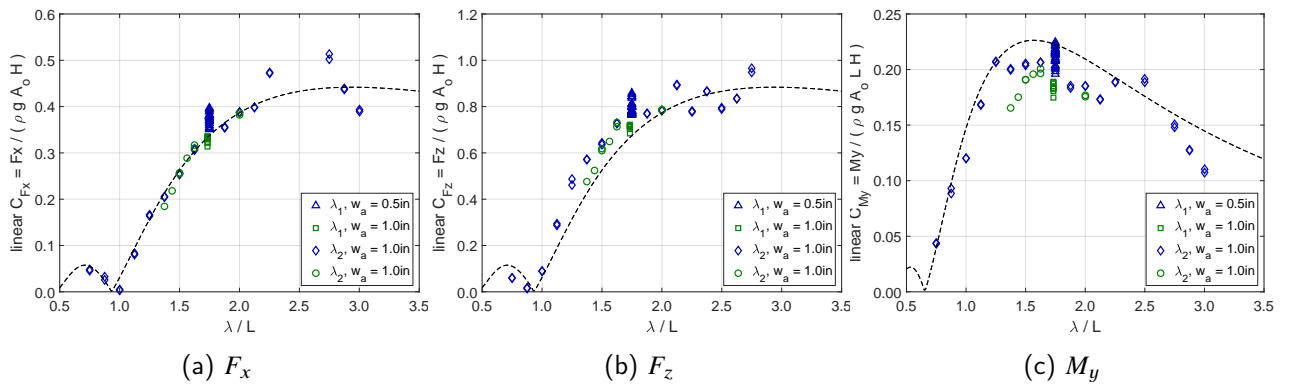 linear C_Fx = Fx / ( ρ g A_o H )
0.6
0.5
0.4
0.3
0.2
0.1
0.0
0.5 1.0 1.5 2.0 2.5 3.0 3.5
λ / L
λ_1, w_a = 0.5in
λ_1, w_a = 1.0in
λ_2, w_a = 1.0in
λ_2, w_a = 1.0in
(a) F_x
linear C_Fz = Fz / ( ρ g A_o H )
1.2
1.0
0.8
0.6
0.4
0.2
0.0
0.5 1.0 1.5 2.0 2.5 3.0 3.5
λ / L
λ_1, w_a = 0.5in
λ_1, w_a = 1.0in
λ_2, w_a = 1.0in
λ_2, w_a = 1.0in
(b) F_z
linear C_My = My / ( ρ g A_o L H )
0.25
0.20
0.15
0.10
0.05
0.00
0.5 1.0 1.5 2.0 2.5 3.0 3.5
λ / L
λ_1, w_a = 0.5in
λ_1, w_a = 1.0in
λ_2, w_a = 1.0in
λ_2, w_a = 1.0in
(c) M_y